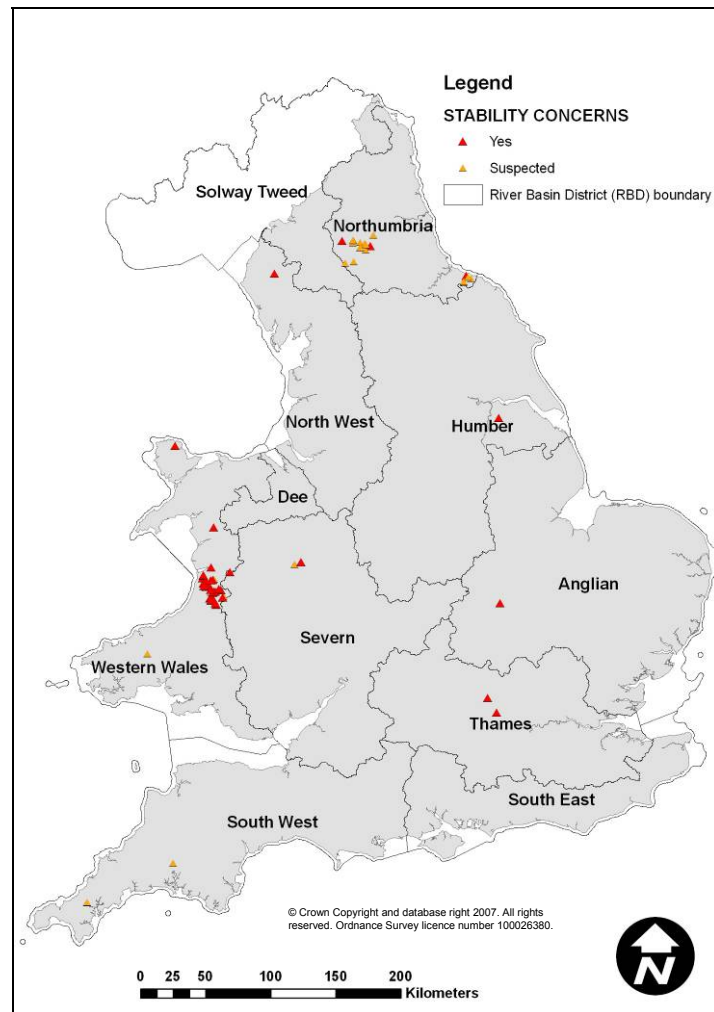 Legend
STABILITY CONCERNS
Yes
Suspected
River Basin District (RBD) boundary
Solway Tweed
Northumbria
North West
Humber
Dee
Anglian
Severn
Western Wales
Thames
South East
South West
© Crown Copyright and database right 2007. All rights
reserved. Ordnance Survey licence number 100026380.
N
0 25 50 100 150 200
Kilometers